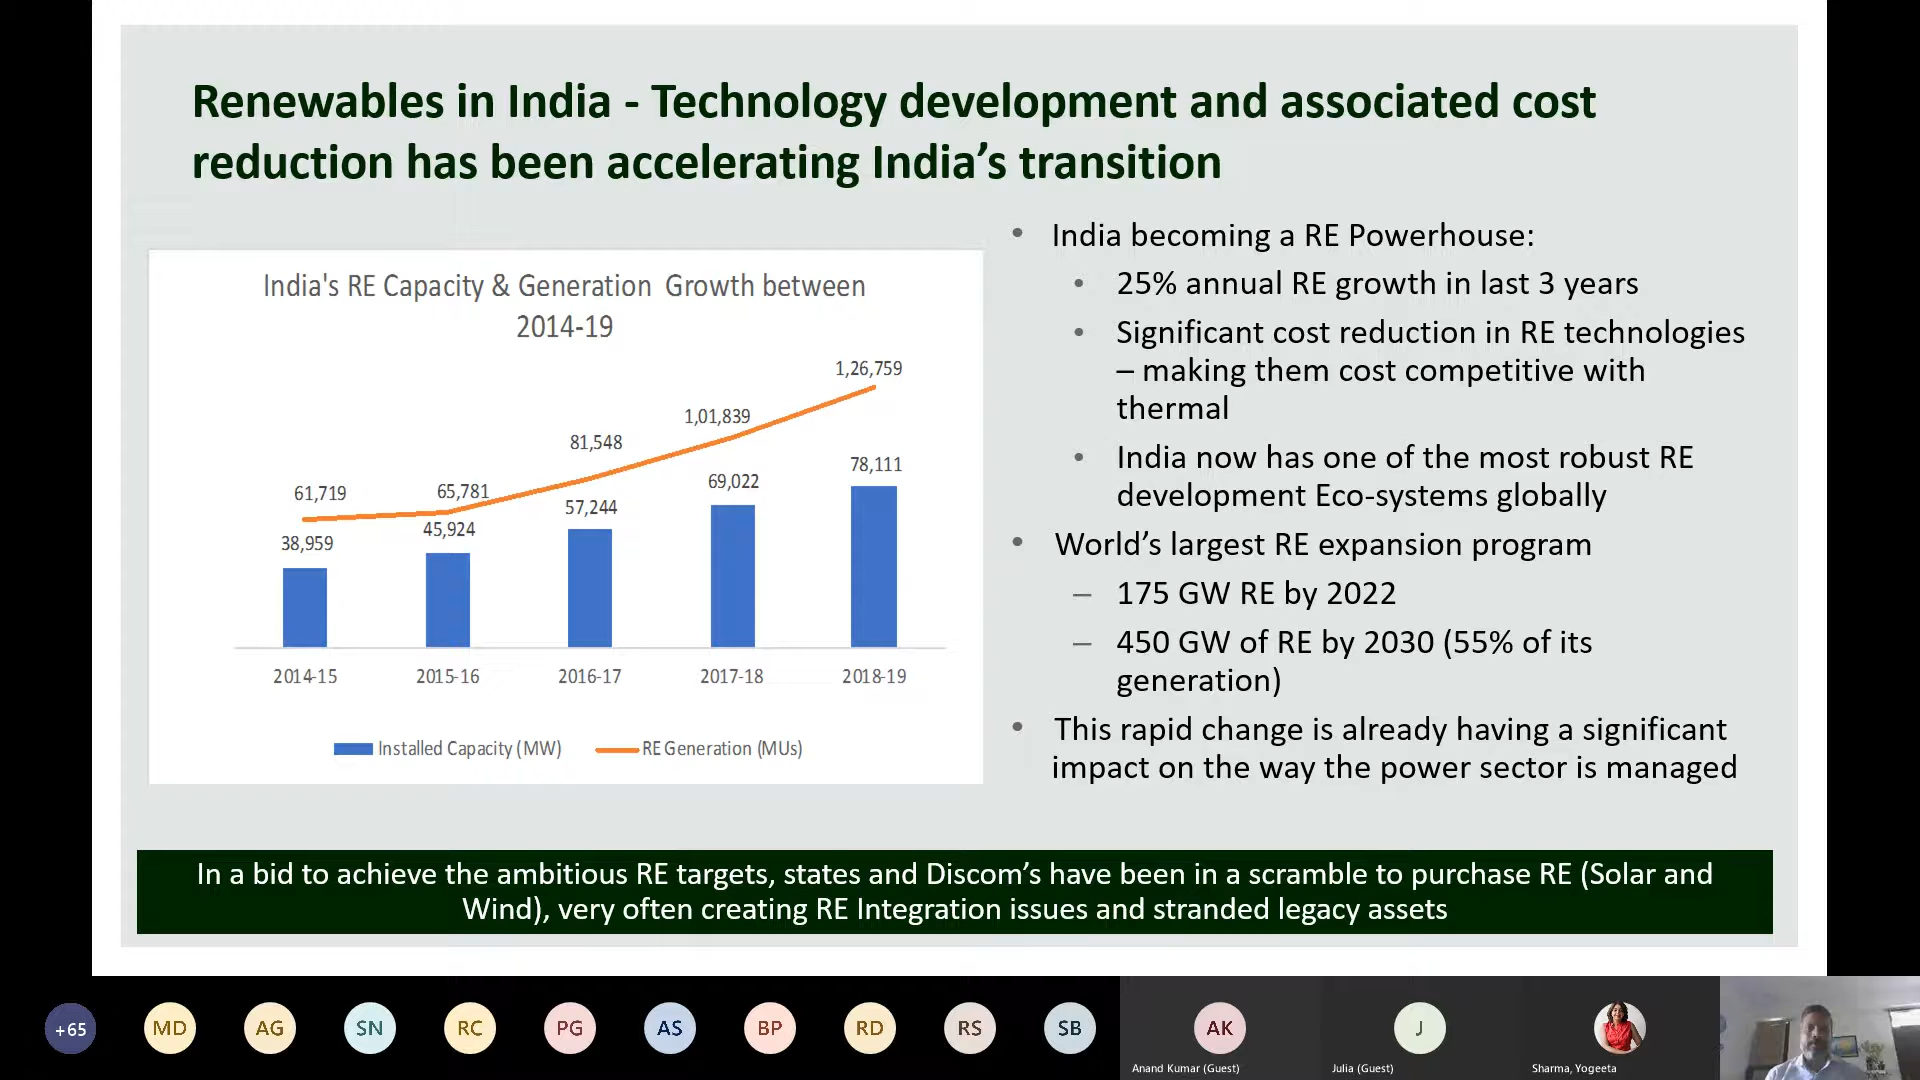 Renewables in India - Technology development and associated cost
reduction has been accelerating India's transition
India's RE Capacity & Generation Growth between
2014-19
1,26,759
1,01,839
81,548
78,111
69,022
61,719
65,781
57,244
45,924
38,959
2014-15 2015-16 2016-17 2017-18 2018-19
Installed Capacity (MW) RE Generation (MUs)
• India becoming a RE Powerhouse:
• 25% annual RE growth in last 3 years
• Significant cost reduction in RE technologies
– making them cost competitive with
thermal
• India now has one of the most robust RE
development Eco-systems globally
• World's largest RE expansion program
– 175 GW RE by 2022
– 450 GW of RE by 2030 (55% of its
generation)
• This rapid change is already having a significant
impact on the way the power sector is managed
In a bid to achieve the ambitious RE targets, states and Discom's have been in a scramble to purchase RE (Solar and
Wind), very often creating RE Integration issues and stranded legacy assets
+65 MD AG SN RC PG AS BP RD RS SB AK J
Anand Kumar (Guest) Julia (Guest) Sharma, Yogeeta